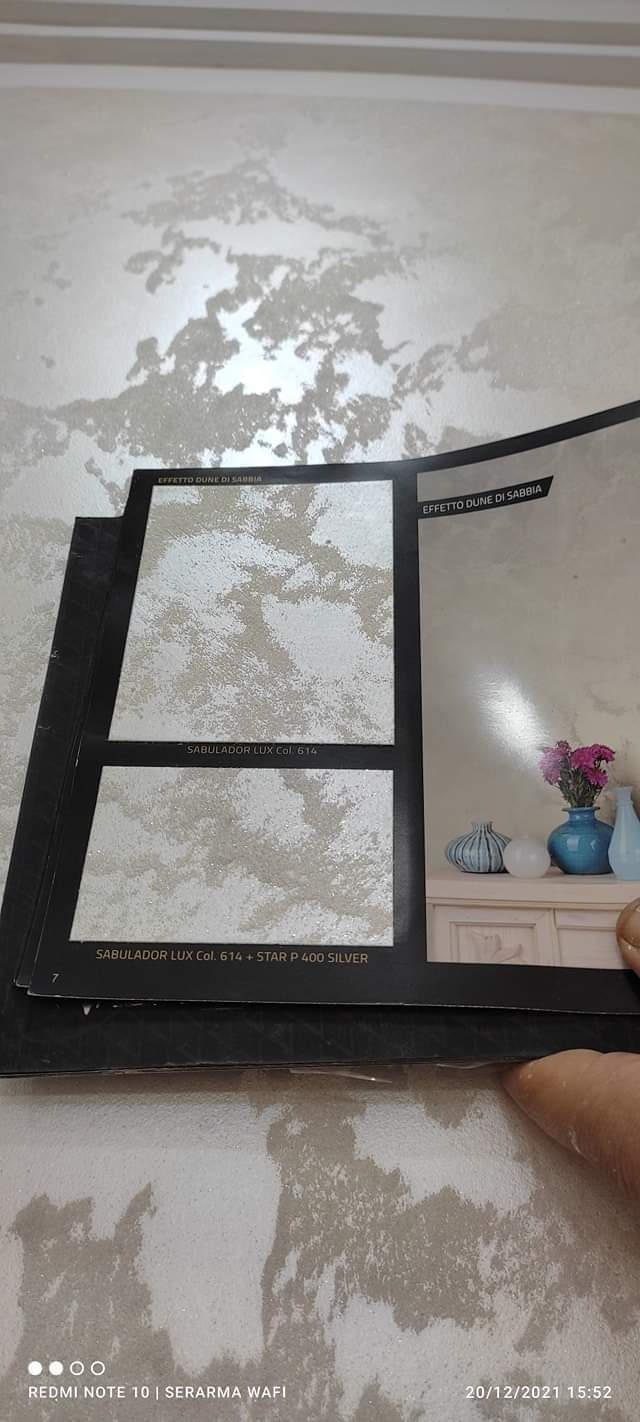 EFFETTO DUNE DI SABBIA
EFFETTO DUNE DI SABBIA
SABULADOR LUX Col. 614
SABULADOR LUX Col. 614 + STAR P 400 SILVER
7
REDMI NOTE 10 | SERARMA WAFI
20/12/2021 15:52